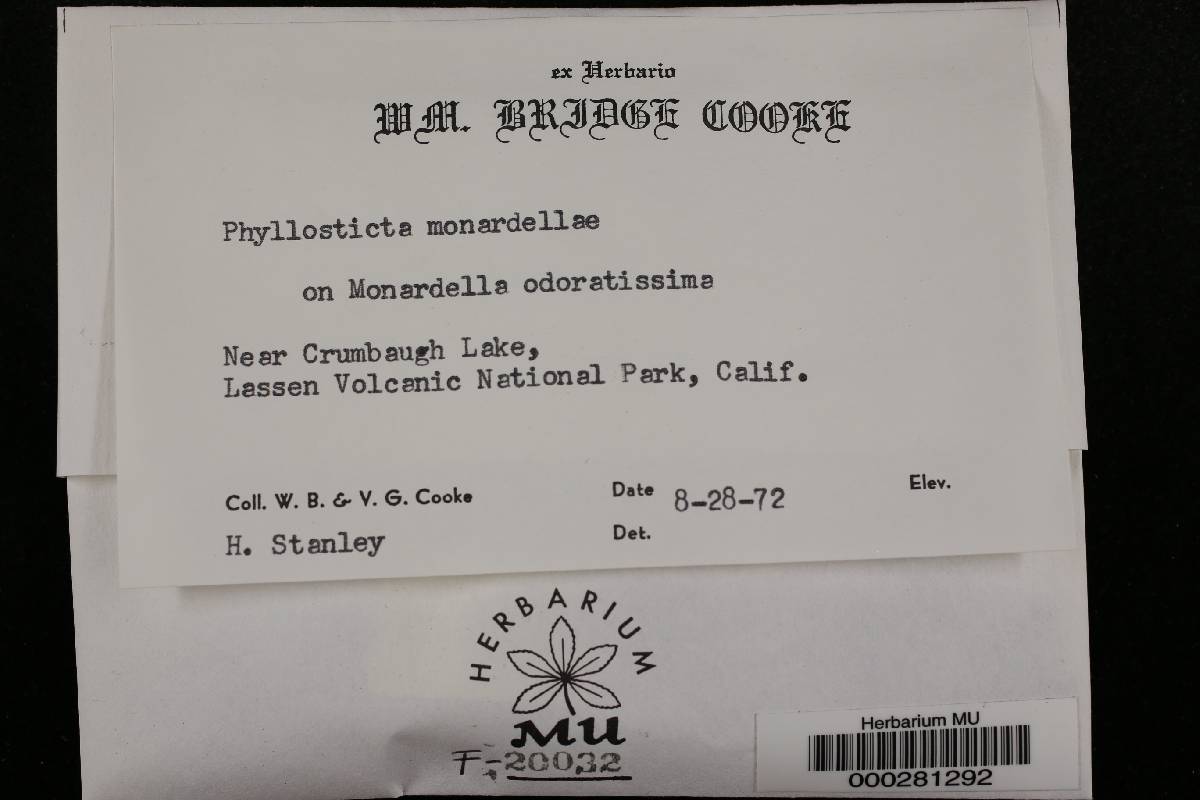 ex Herbario
WM. BRIDGE COOKE
Phyllosticta monardellae
on Monardella odoratissima
Near Crumbaugh Lake,
Lassen Volcanic National Park, Calif.
Coll. W. B. & V. G. Cooke Date 8-28-72 Elev.
H. Stanley Det.
HERBARIUM
MU
F-20032
Herbarium MU
000281292